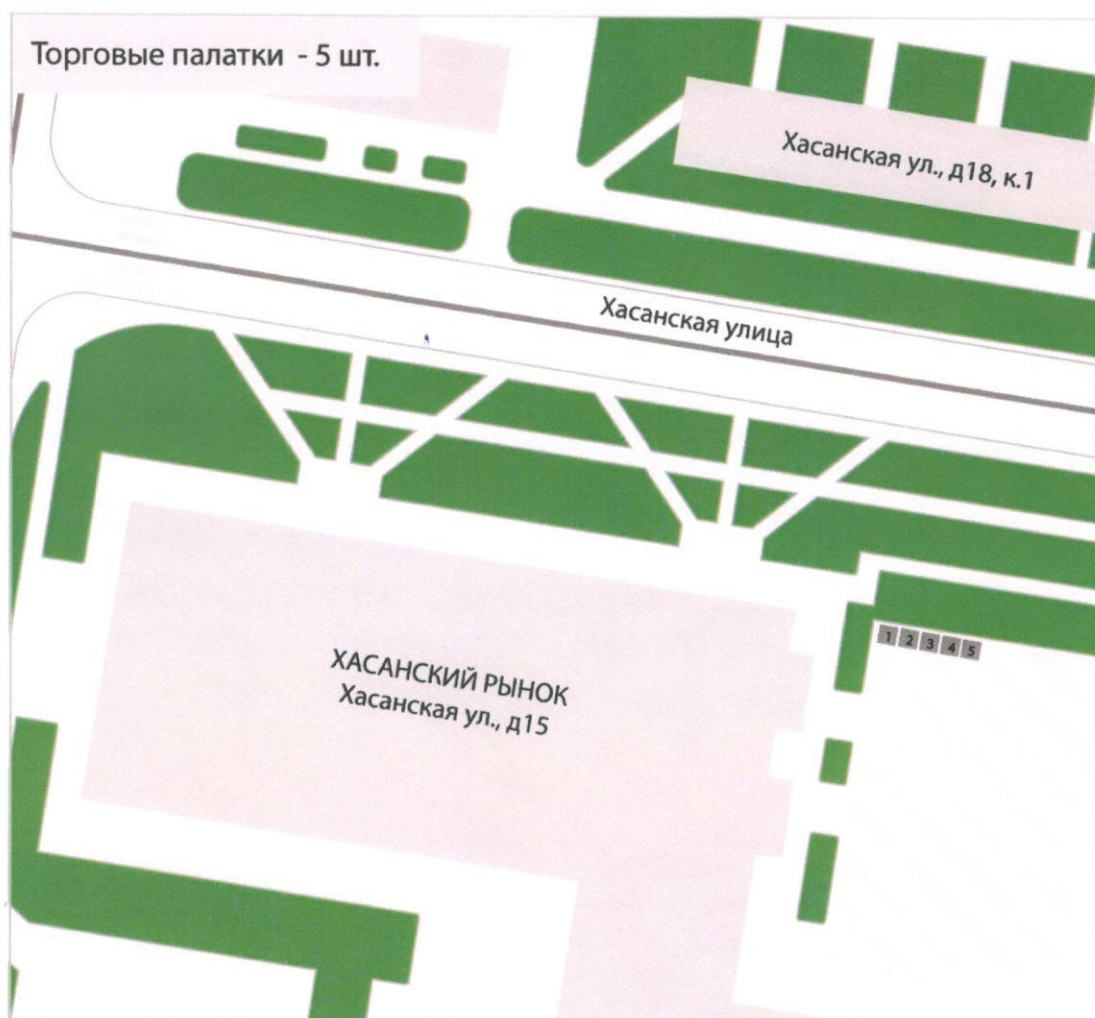 Торговые палатки - 5 шт.
Хасанская ул., д18, к.1
Хасанская улица
1 2 3 4 5
ХАСАНСКИЙ РЫНОК
Хасанская ул., д15